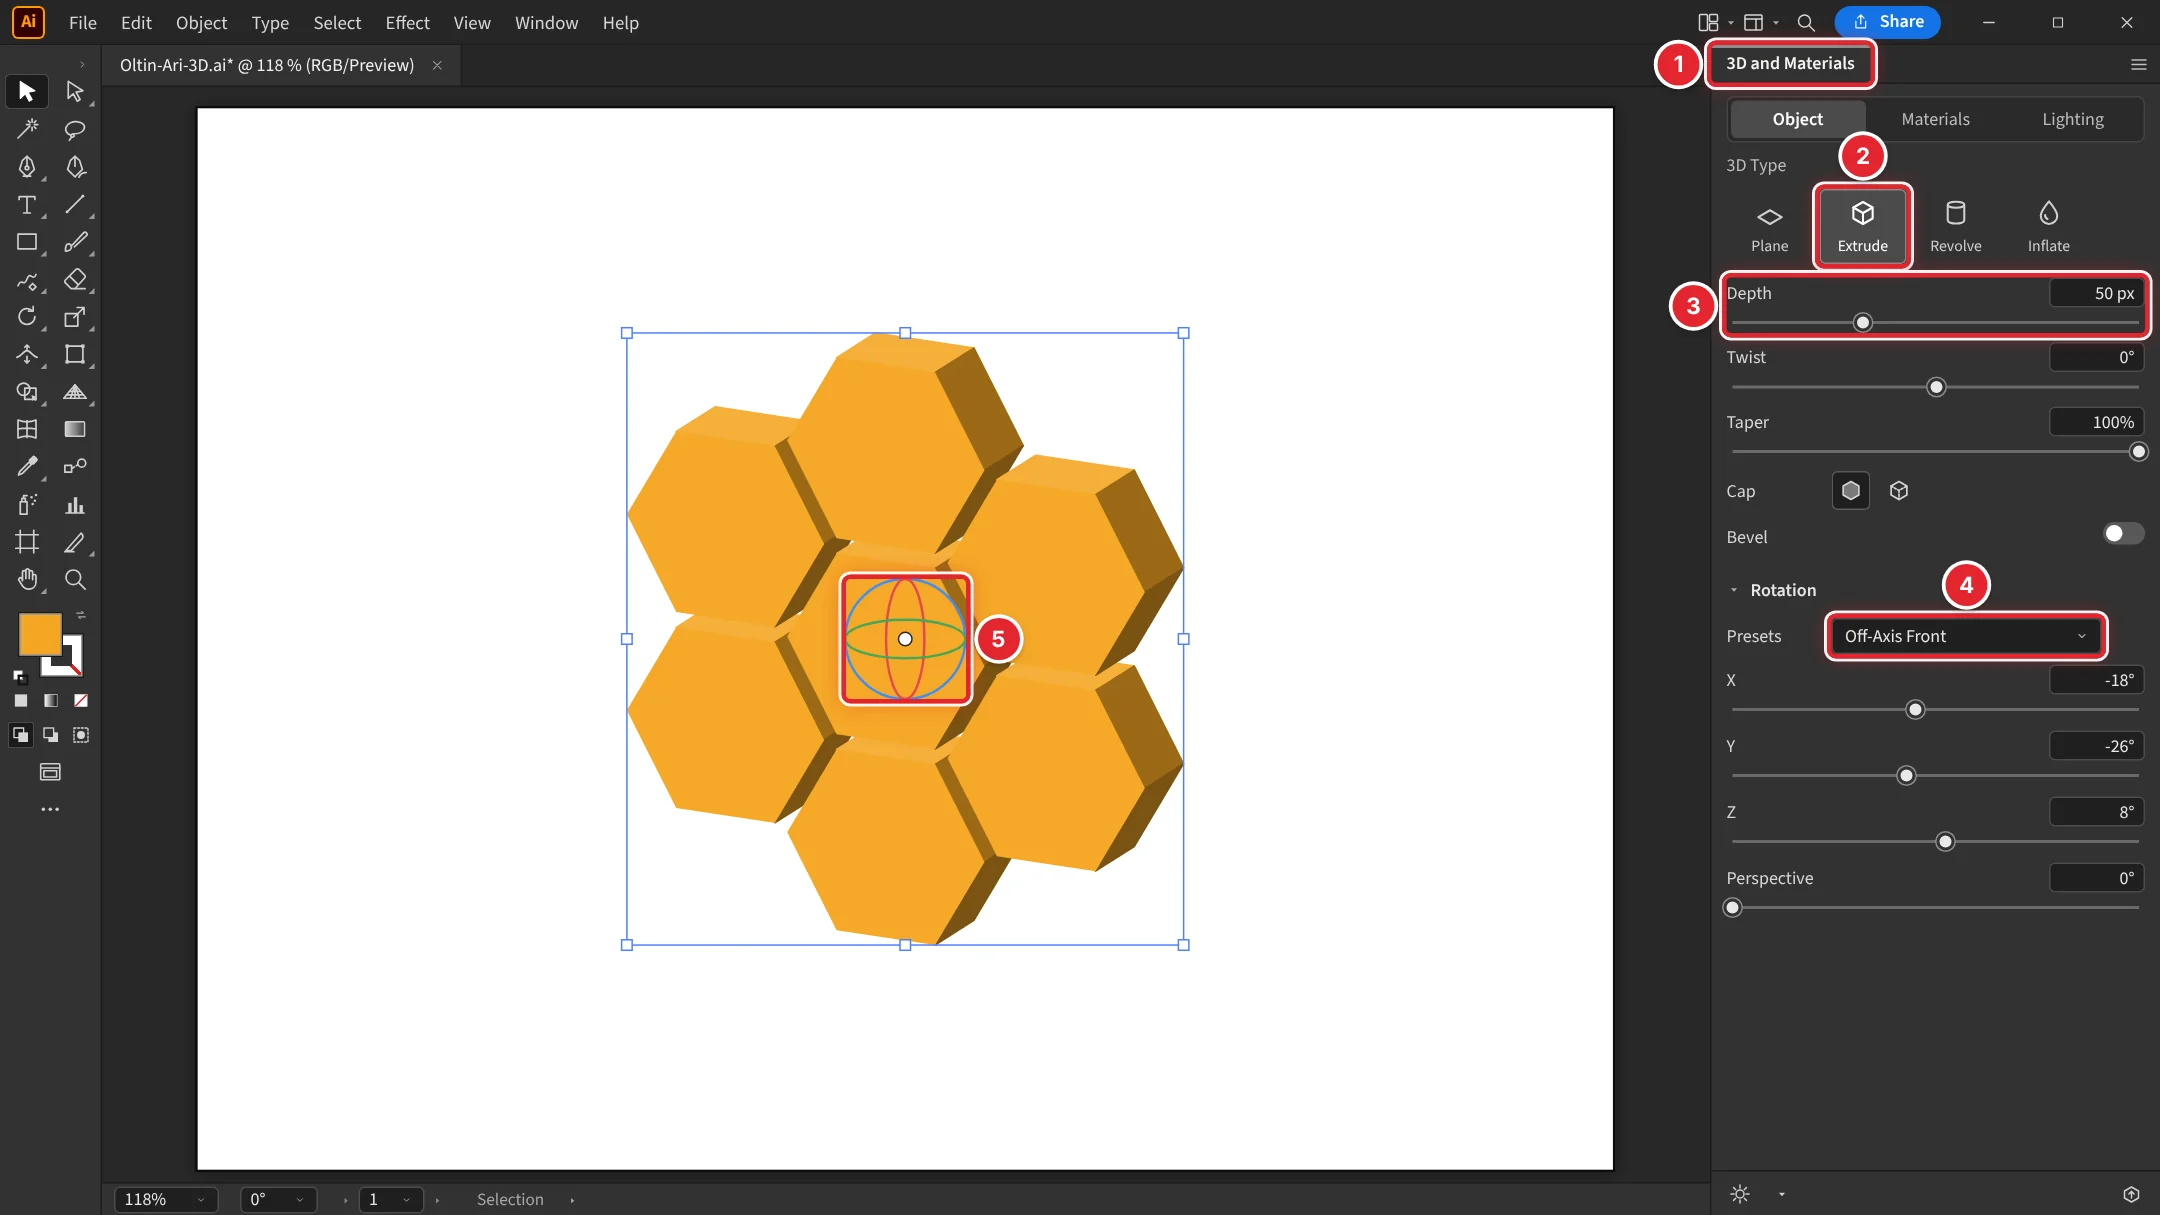 Ai File Edit Object Type Select Effect View Window Help Share
Oltin-Ari-3D.ai* @ 118 % (RGB/Preview)
1 3D and Materials
Object Materials Lighting
3D Type
2
Plane Extrude Revolve Inflate
3
Depth 50 px
Twist 0°
Taper 100%
Cap
Bevel
Rotation
4
Presets Off-Axis Front
5
X -18°
Y -26°
Z 8°
Perspective 0°
118% 0° 1 Selection